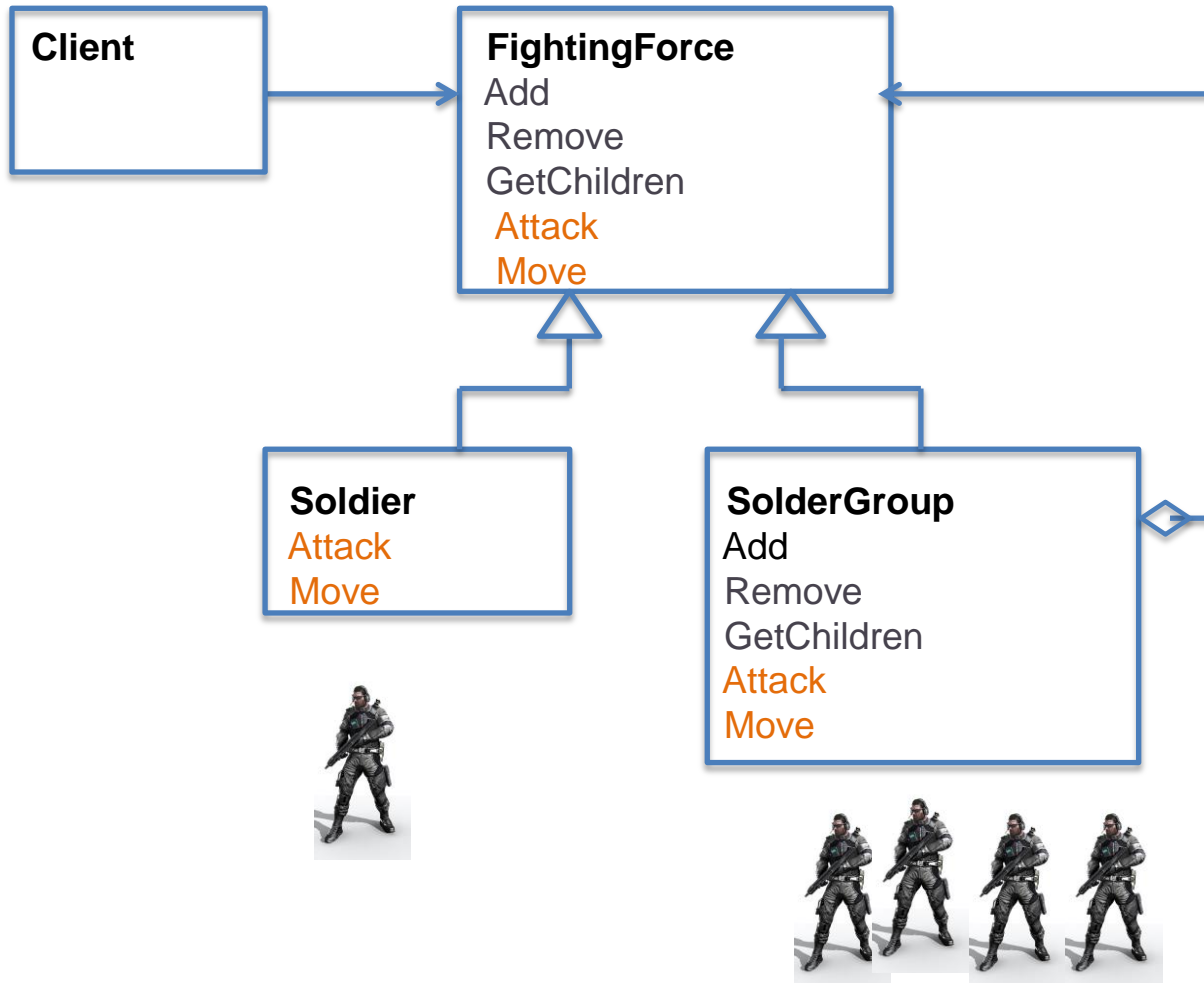 Client
FightingForce
Add
Remove
GetChildren
Attack
Move
Soldier
Attack
Move
SolderGroup
Add
Remove
GetChildren
Attack
Move